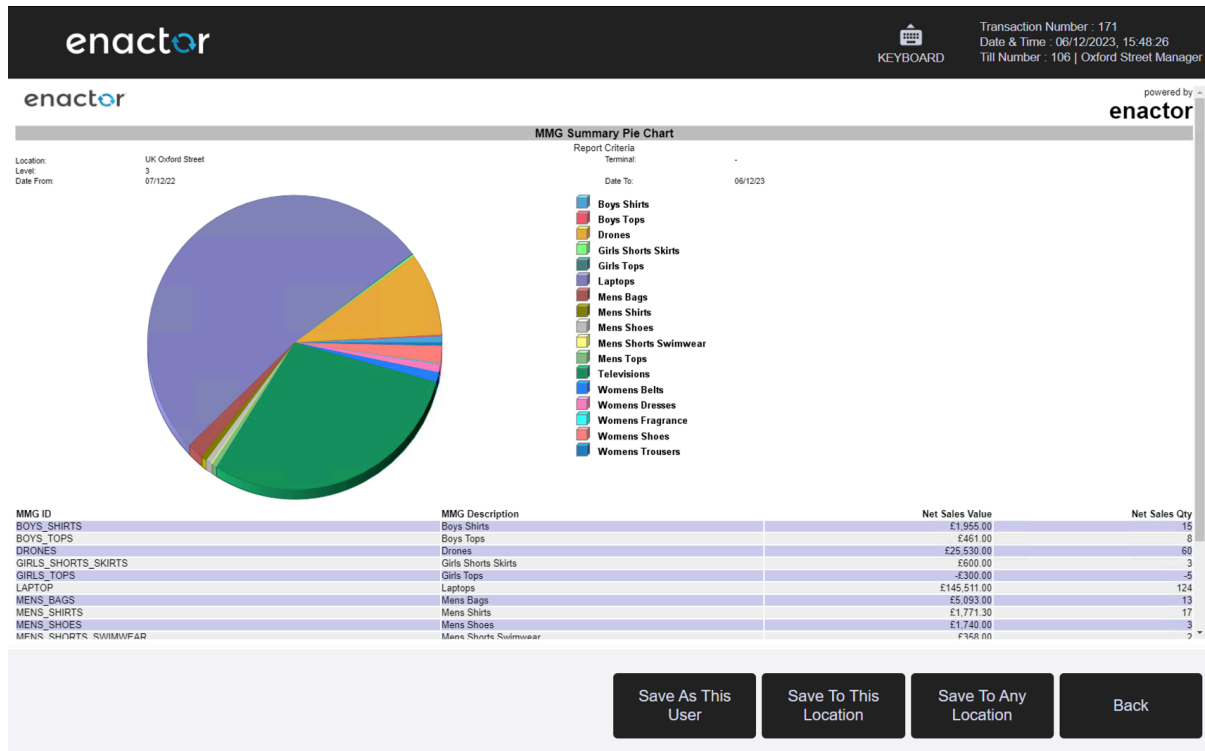 enactor
KEYBOARD
Transaction Number : 171
Date & Time : 06/12/2023, 15:48:26
Till Number : 106 | Oxford Street Manager
enactor
powered by
enactor
MMG Summary Pie Chart
Report Criteria
Location: UK Oxford Street Terminal: -
Level: 3
Date From: 07/12/22 Date To: 06/12/23
Boys Shirts
Boys Tops
Drones
Girls Shorts Skirts
Girls Tops
Laptops
Mens Bags
Mens Shirts
Mens Shoes
Mens Shorts Swimwear
Mens Tops
Televisions
Womens Belts
Womens Dresses
Womens Fragrance
Womens Shoes
Womens Trousers
MMG ID MMG Description Net Sales Value Net Sales Qty
BOYS_SHIRTS Boys Shirts £1,955.00 15
BOYS_TOPS Boys Tops £461.00 8
DRONES Drones £25,530.00 60
GIRLS_SHORTS_SKIRTS Girls Shorts Skirts £600.00 3
GIRLS_TOPS Girls Tops -£300.00 -5
LAPTOP Laptops £145,511.00 124
MENS_BAGS Mens Bags £5,093.00 13
MENS_SHIRTS Mens Shirts £1,771.30 17
MENS_SHOES Mens Shoes £1,740.00 3
MENS_SHORTS_SWIMWEAR Mens Shorts Swimwear £358.00 2
Save As This User
Save To This Location
Save To Any Location
Back